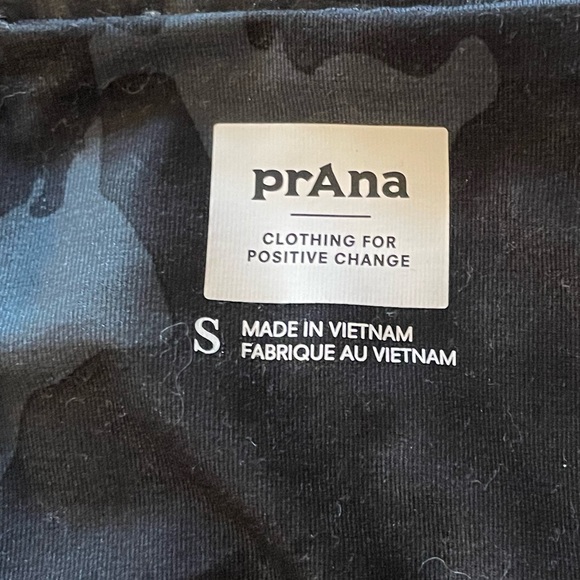 prAna
CLOTHING FOR
POSITIVE CHANGE
S MADE IN VIETNAM
FABRIQUE AU VIETNAM